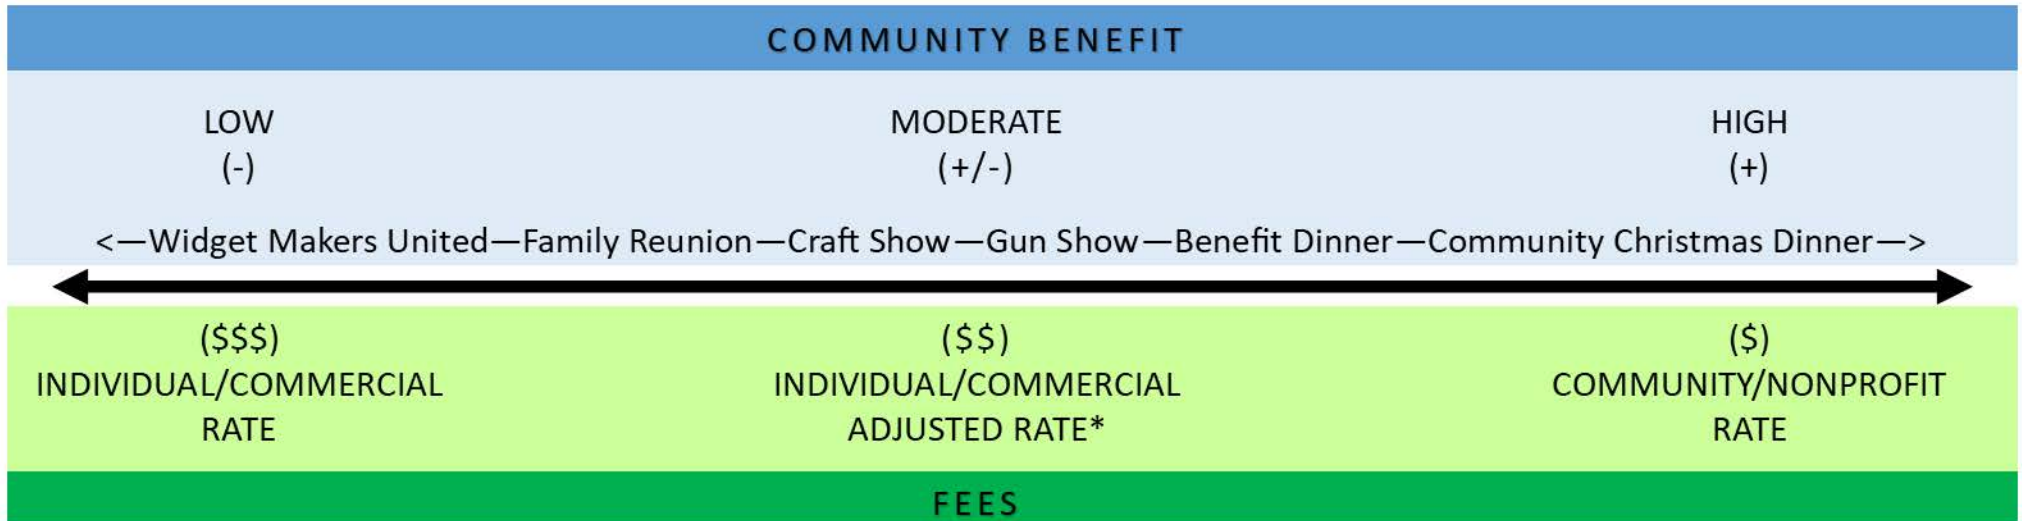 COMMUNITY BENEFIT
LOW MODERATE HIGH
(-) (+/-) (+)
<—Widget Makers United—Family Reunion—Craft Show—Gun Show—Benefit Dinner—Community Christmas Dinner—>
($$$) ($$) ($)
INDIVIDUAL/COMMERCIAL INDIVIDUAL/COMMERCIAL COMMUNITY/NONPROFIT
RATE ADJUSTED RATE* RATE
FEES